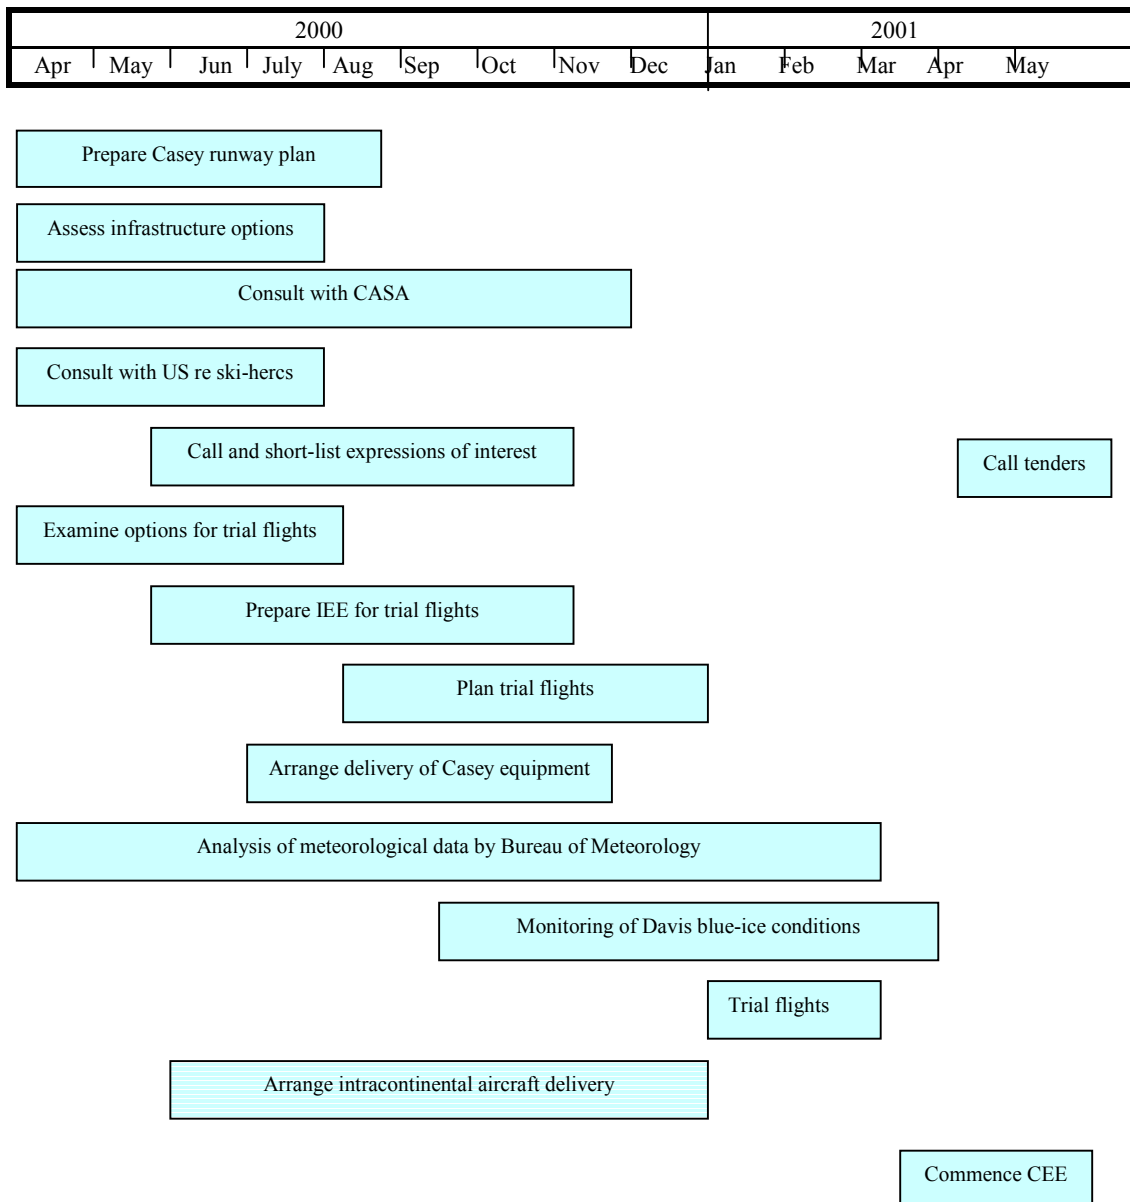 2000 2001
Apr May Jun July Aug Sep Oct Nov Dec Jan Feb Mar Apr May
Prepare Casey runway plan
Assess infrastructure options
Consult with CASA
Consult with US re ski-hercs
Call and short-list expressions of interest
Call tenders
Examine options for trial flights
Prepare IEE for trial flights
Plan trial flights
Arrange delivery of Casey equipment
Analysis of meteorological data by Bureau of Meteorology
Monitoring of Davis blue-ice conditions
Trial flights
Arrange intracontinental aircraft delivery
Commence CEE